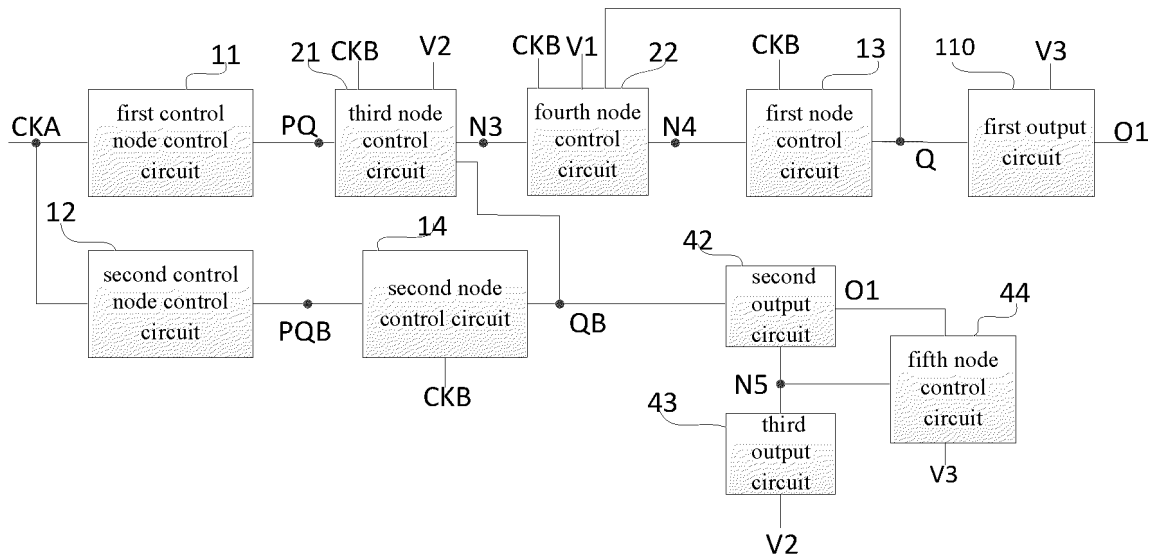 11
21
CKB
V2
CKB
V1
22
CKB
13
110
V3
CKA
first control
node control
circuit
PQ
third node
control
circuit
N3
fourth node
control
circuit
N4
first node
control
circuit
Q
first output
circuit
O1
12
second control
node control
circuit
PQB
14
second node
control circuit
CKB
QB
42
second
output
circuit
O1
44
fifth node
control
circuit
V3
N5
43
third
output
circuit
V2